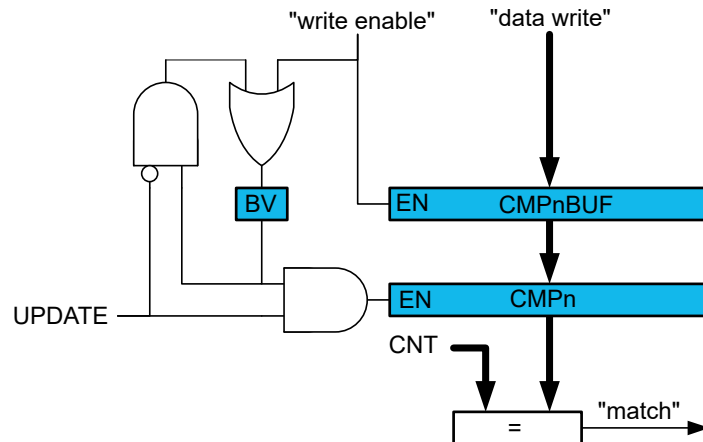 "write enable"
"data write"
BV
EN
CMPnBUF
EN
CMPn
UPDATE
CNT
=
"match"